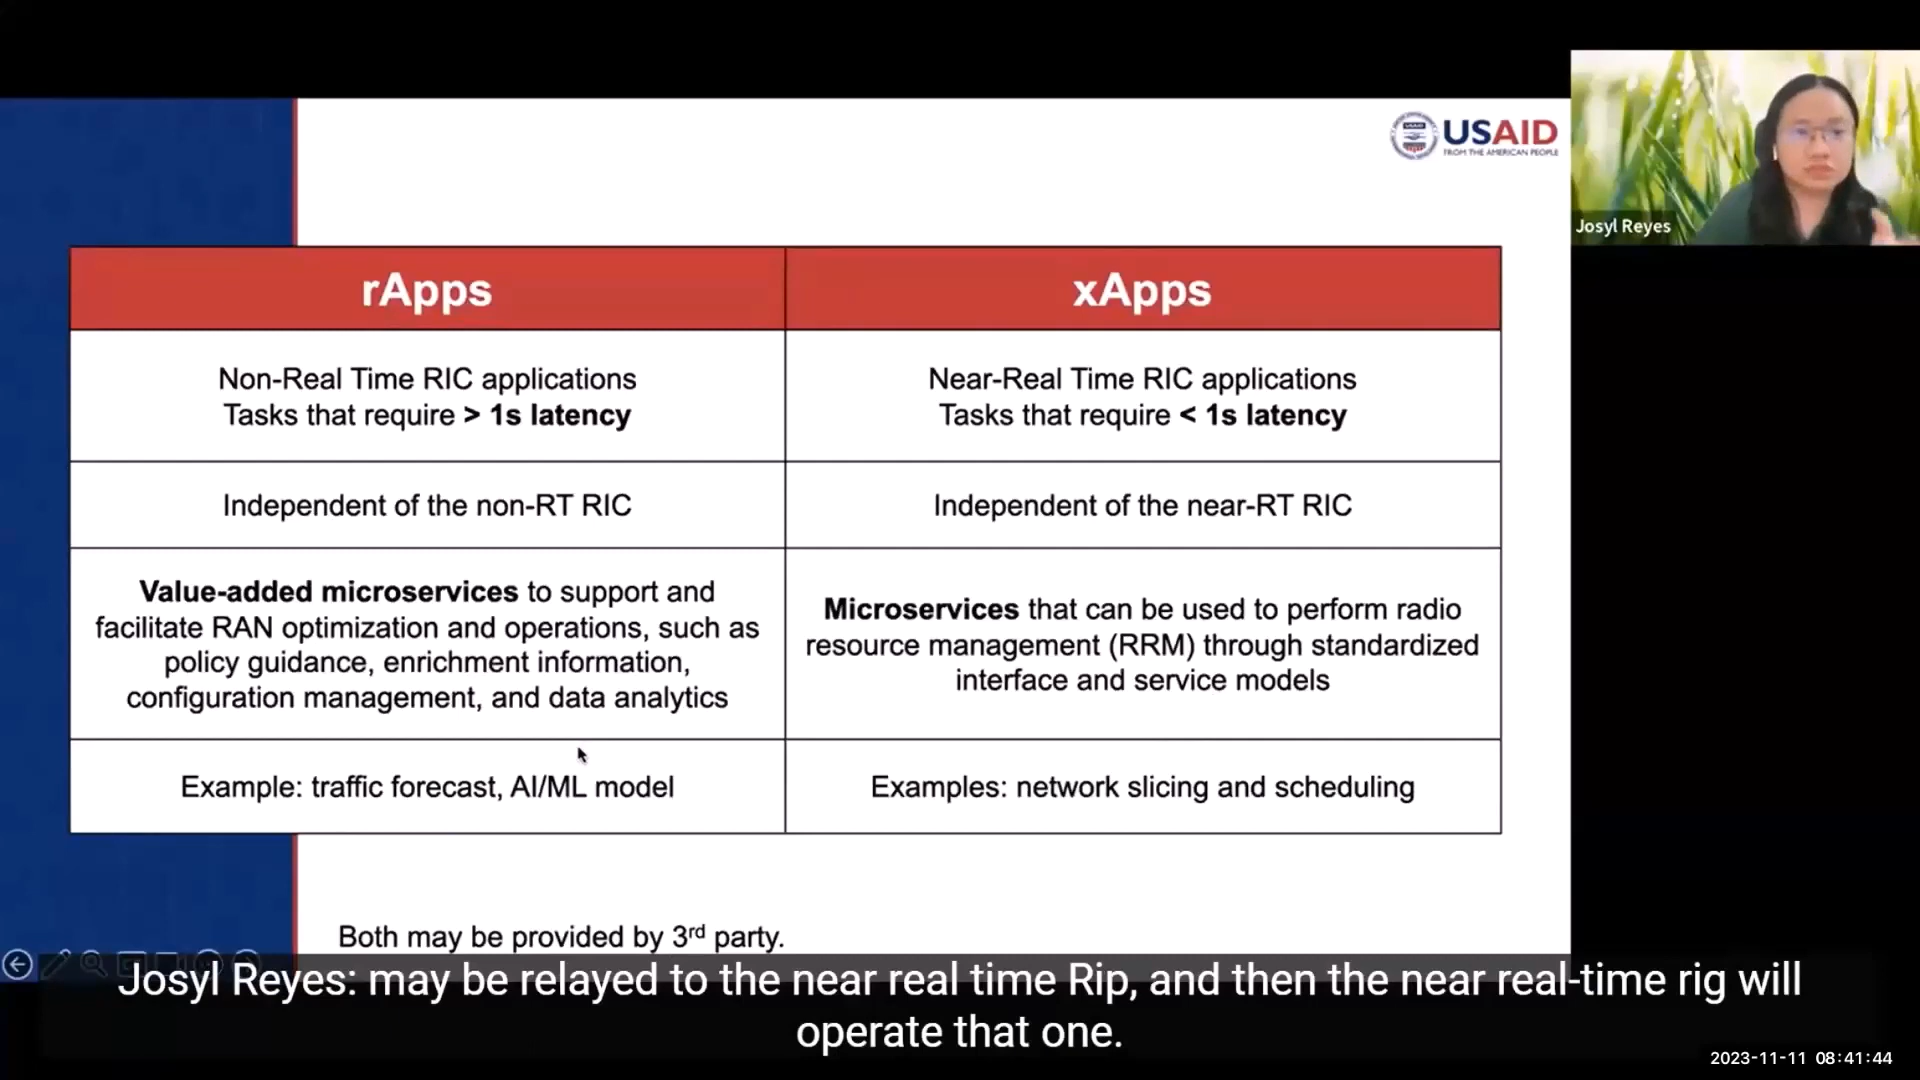 USAID
FROM THE AMERICAN PEOPLE
Josyl Reyes
rApps
xApps
Non-Real Time RIC applications
Tasks that require > 1s latency
Near-Real Time RIC applications
Tasks that require < 1s latency
Independent of the non-RT RIC
Independent of the near-RT RIC
Value-added microservices to support and
facilitate RAN optimization and operations, such as
policy guidance, enrichment information,
configuration management, and data analytics
Microservices that can be used to perform radio
resource management (RRM) through standardized
interface and service models
Example: traffic forecast, AI/ML model
Examples: network slicing and scheduling
Both may be provided by 3rd party.
Josyl Reyes: may be relayed to the near real time Rip, and then the near real-time rig will
operate that one.
2023-11-11 08:41:44